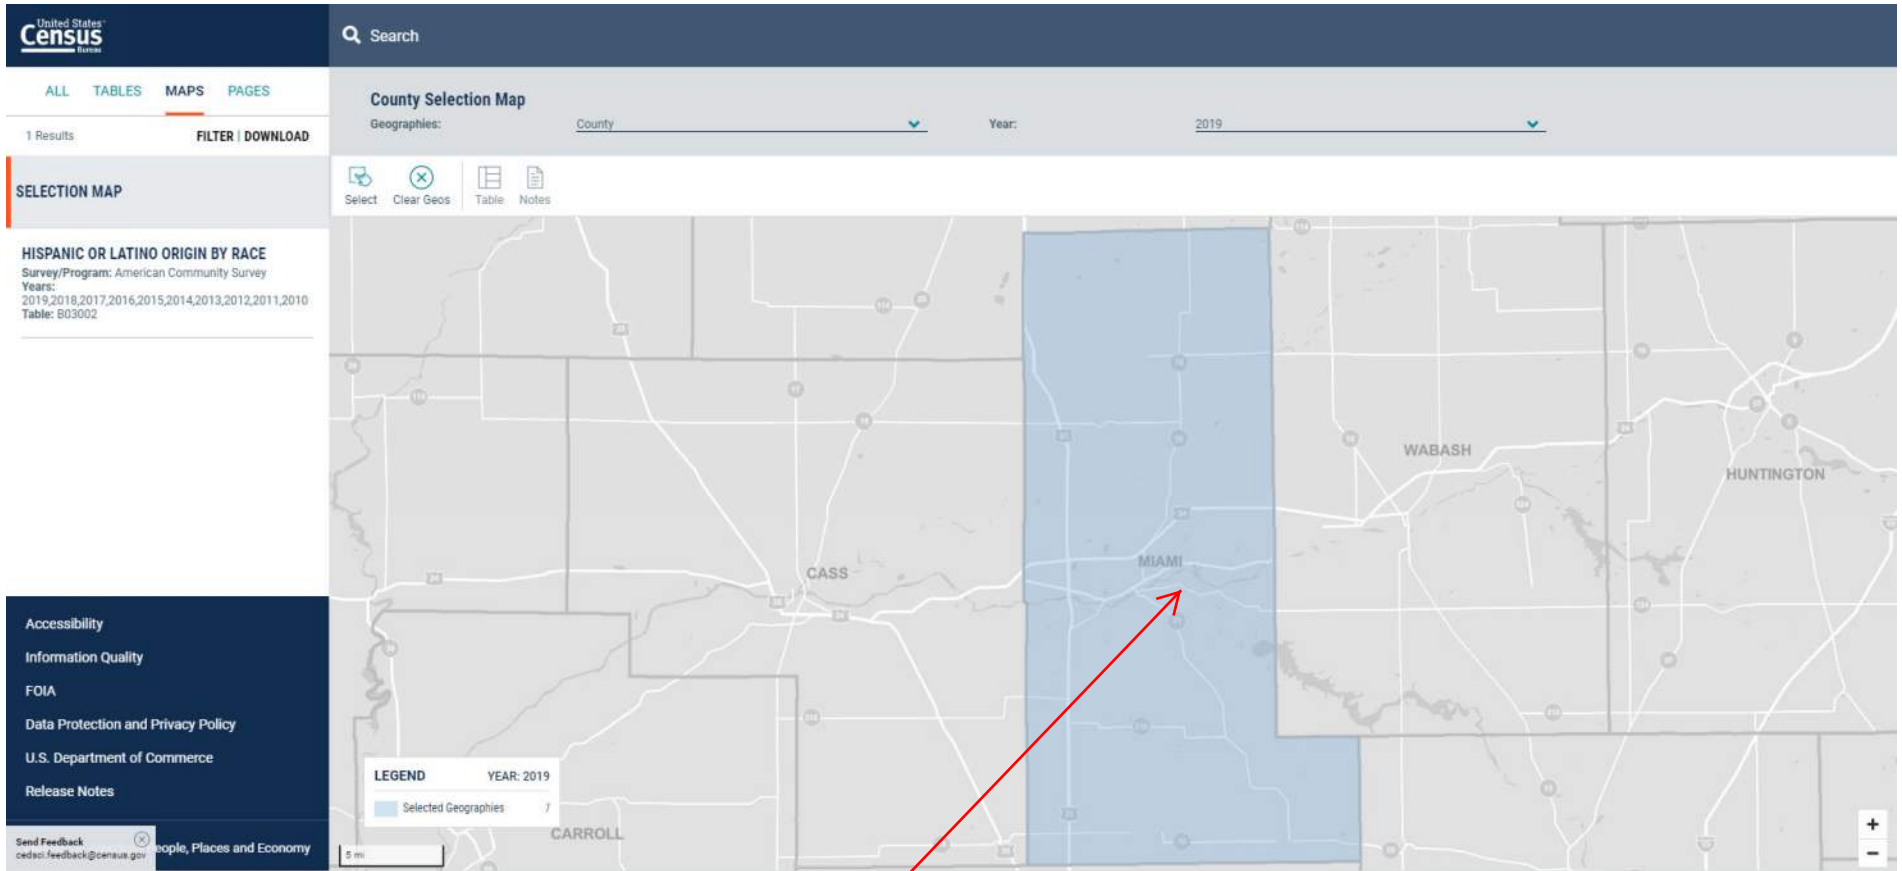 United States®
Census
Bureau
Search
ALL TABLES MAPS PAGES
1 Results FILTER | DOWNLOAD
SELECTION MAP
HISPANIC OR LATINO ORIGIN BY RACE
Survey/Program: American Community Survey
Years:
2019,2018,2017,2016,2015,2014,2013,2012,2011,2010
Table: B03002
Accessibility
Information Quality
FOIA
Data Protection and Privacy Policy
U.S. Department of Commerce
Release Notes
Send Feedback
cedsci.feedback@census.gov
eople, Places and Economy
County Selection Map
Geographies: County Year: 2019
Select Clear Geos Table Notes
WABASH
HUNTINGTON
MIAMI
CASS
CARROLL
LEGEND YEAR: 2019
Selected Geographies 1
5 mi
+
−